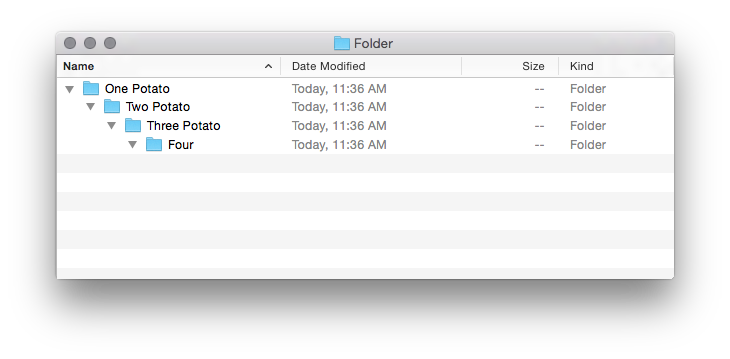 Folder
Name Date Modified Size Kind
One Potato Today, 11:36 AM -- Folder
Two Potato Today, 11:36 AM -- Folder
Three Potato Today, 11:36 AM -- Folder
Four Today, 11:36 AM -- Folder